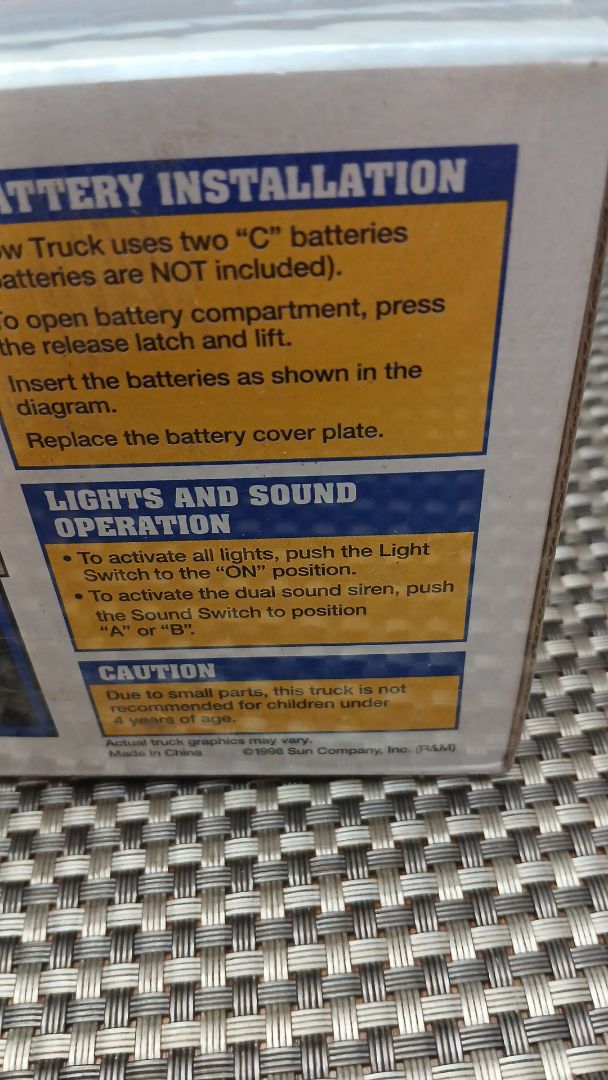 ATTERY INSTALLATION
ow Truck uses two “C” batteries
batteries are NOT included).
To open battery compartment, press
the release latch and lift.
Insert the batteries as shown in the
diagram.
Replace the battery cover plate.
LIGHTS AND SOUND
OPERATION
• To activate all lights, push the Light
Switch to the “ON” position.
• To activate the dual sound siren, push
the Sound Switch to position
“A” or “B”.
CAUTION
Due to small parts, this truck is not
recommended for children under
4 years of age.
Actual truck graphics may vary.
Made in China ©1996 Sun Company, Inc. (R&M)